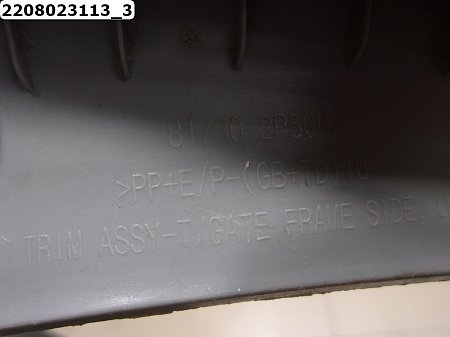 2208023113_3
81730-2P500
>PP+E/P-(GB+TD)10<
TRIM ASSY-T/GATE FRAME SIDE, L